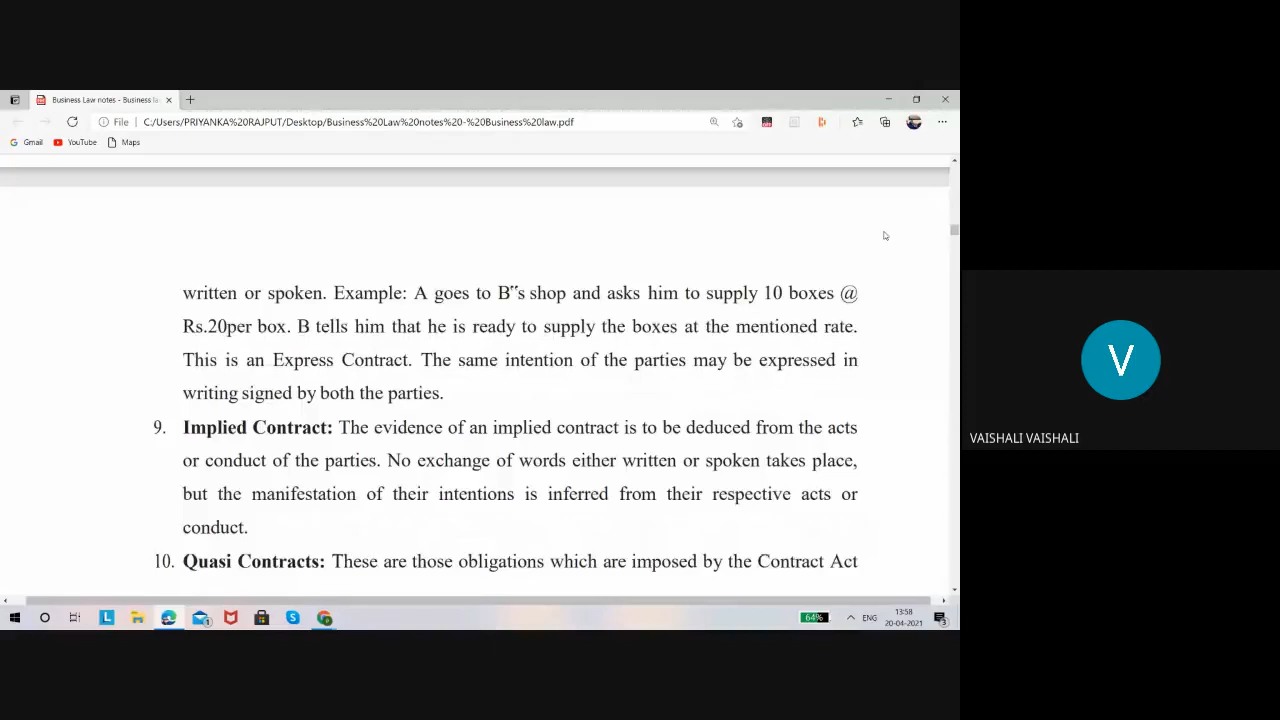 Business Law notes - Business la
File
C:/Users/PRIYANKA%20RAJPUT/Desktop/Business%20Law%20notes%20-%20Business%20law.pdf
Gmail YouTube Maps
written or spoken. Example: A goes to B‟s shop and asks him to supply 10 boxes @
Rs.20per box. B tells him that he is ready to supply the boxes at the mentioned rate.
This is an Express Contract. The same intention of the parties may be expressed in
writing signed by both the parties.
9. Implied Contract: The evidence of an implied contract is to be deduced from the acts
or conduct of the parties. No exchange of words either written or spoken takes place,
but the manifestation of their intentions is inferred from their respective acts or
conduct.
10. Quasi Contracts: These are those obligations which are imposed by the Contract Act
64% ENG 13:58
20-04-2021
V
VAISHALI VAISHALI